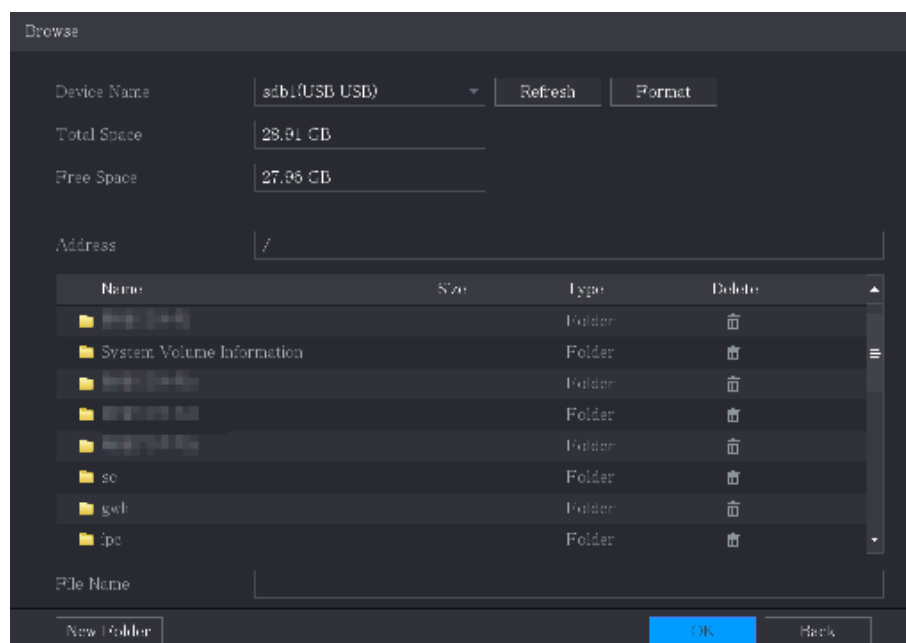 Browse
Device Name sdb1(USB USB) Refresh Format
Total Space 28.91 GB
Free Space 27.96 GB
Address /
Name Size Type Delete
Folder
System Volume Information Folder
Folder
Folder
Folder
sc Folder
gwh Folder
Folder
File Name
New Folder OK Back